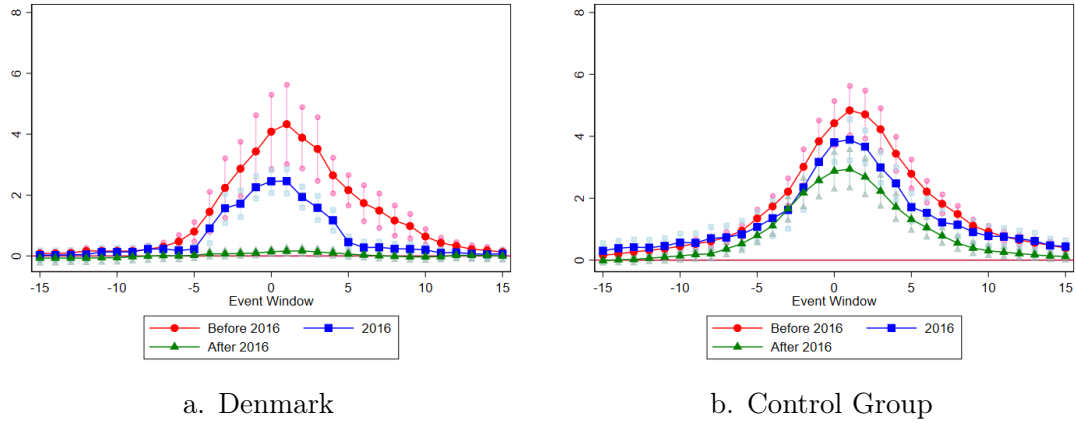 8
6
4
2
0
-15 -10 -5 0 5 10 15
Event Window
Before 2016 2016
After 2016
a. Denmark
8
6
4
2
0
-15 -10 -5 0 5 10 15
Event Window
Before 2016 2016
After 2016
b. Control Group